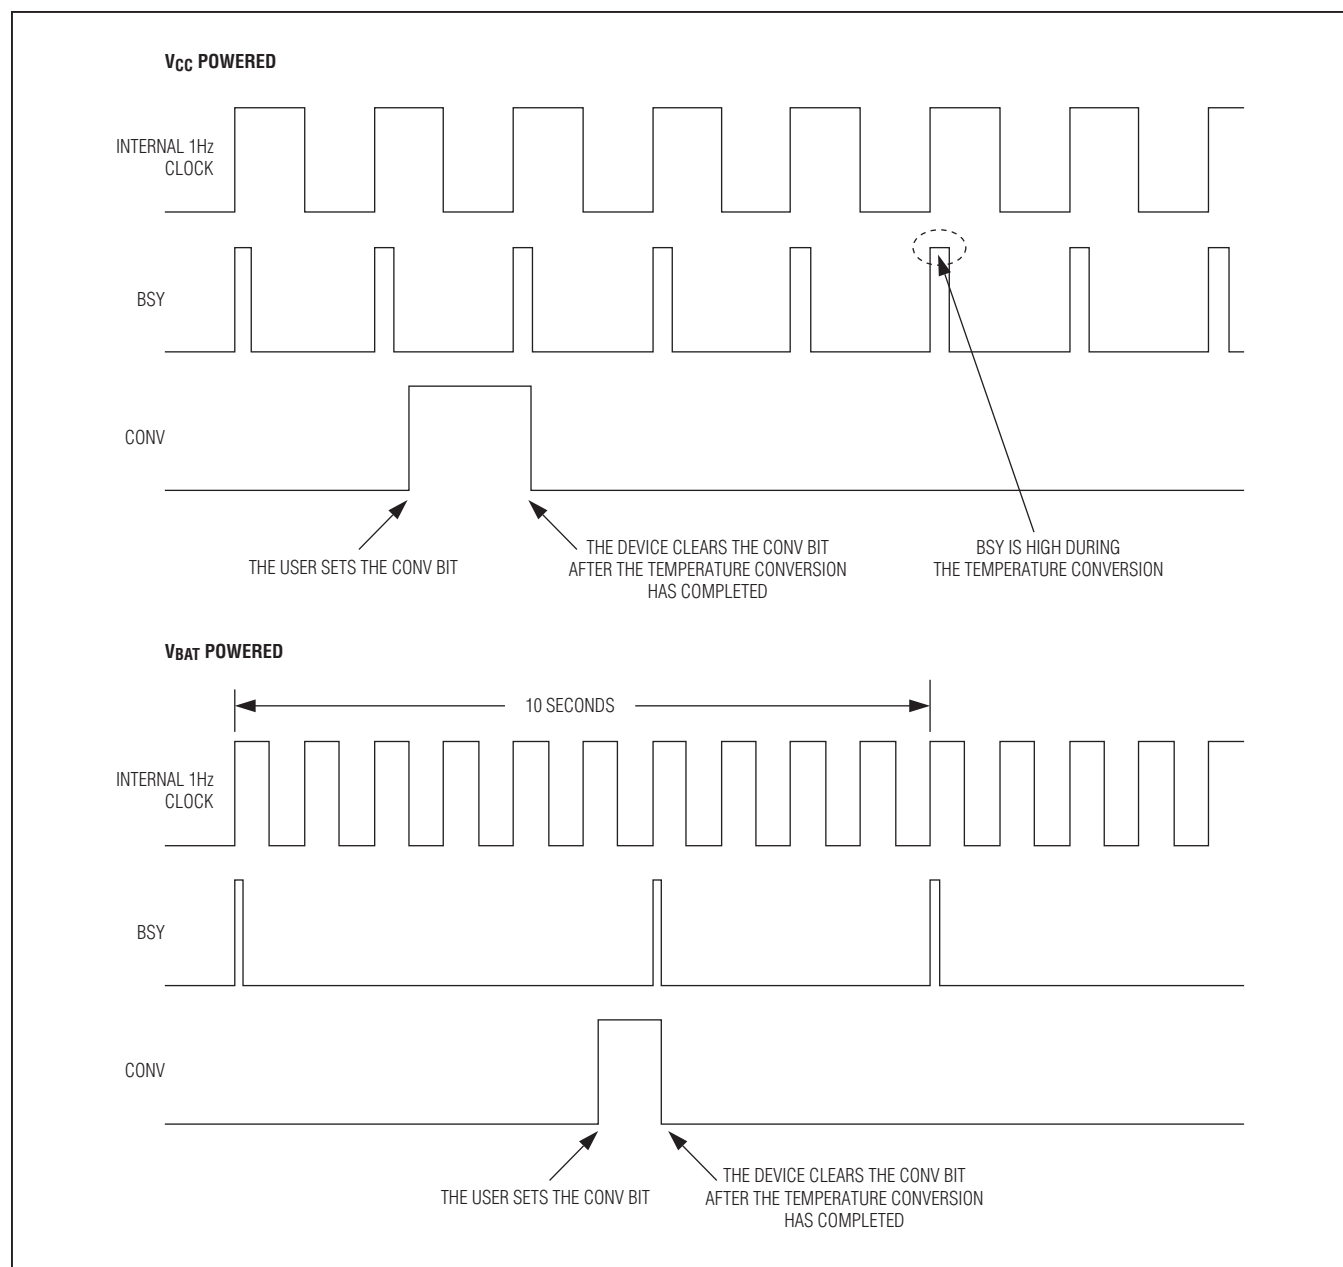 VCC POWERED
INTERNAL 1Hz
CLOCK
BSY
CONV
THE USER SETS THE CONV BIT
THE DEVICE CLEARS THE CONV BIT
AFTER THE TEMPERATURE CONVERSION
HAS COMPLETED
BSY IS HIGH DURING
THE TEMPERATURE CONVERSION
VBAT POWERED
10 SECONDS
INTERNAL 1Hz
CLOCK
BSY
CONV
THE USER SETS THE CONV BIT
THE DEVICE CLEARS THE CONV BIT
AFTER THE TEMPERATURE CONVERSION
HAS COMPLETED